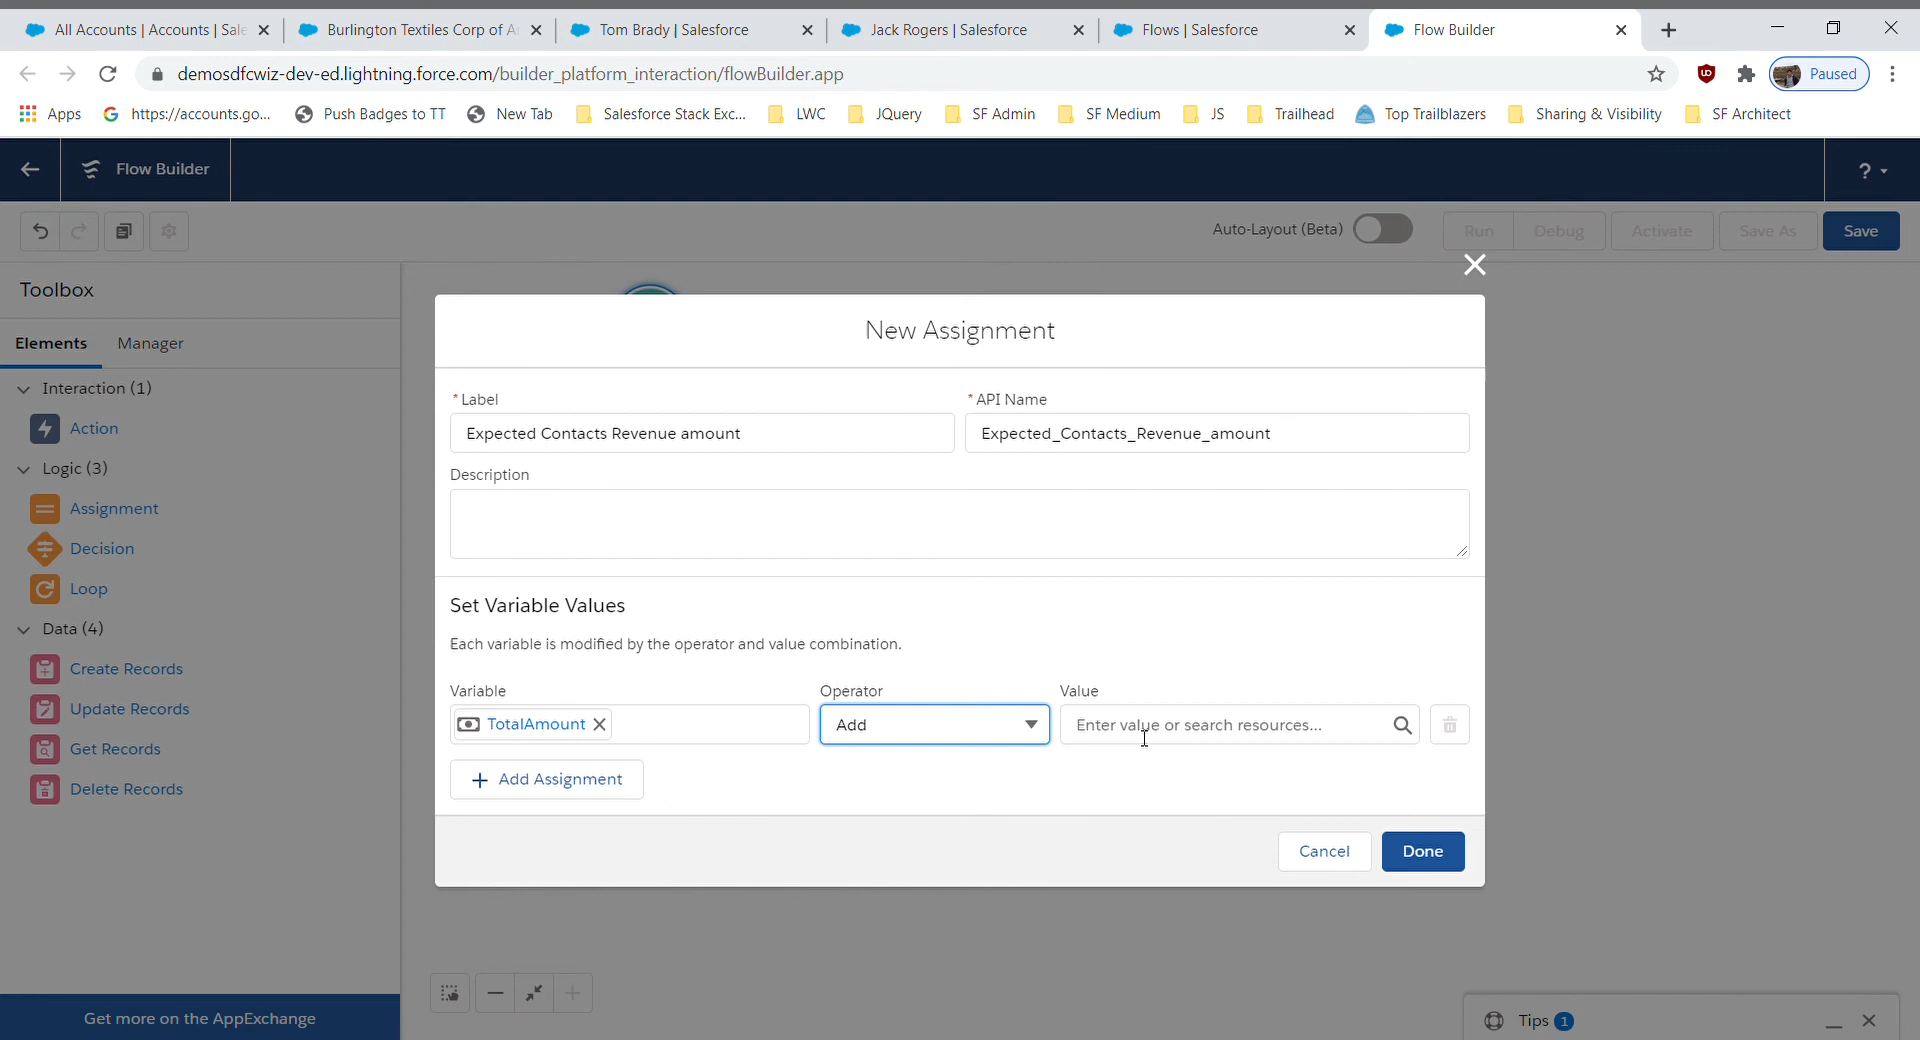 All Accounts | Accounts | Sale
Burlington Textiles Corp of A
Tom Brady | Salesforce
Jack Rogers | Salesforce
Flows | Salesforce
Flow Builder
demosdfcwiz-dev-ed.lightning.force.com/builder_platform_interaction/flowBuilder.app
Paused
Apps
https://accounts.go...
Push Badges to TT
New Tab
Salesforce Stack Exc...
LWC
JQuery
SF Admin
SF Medium
JS
Trailhead
Top Trailblazers
Sharing & Visibility
SF Architect
Flow Builder
?
Auto-Layout (Beta)
Run
Debug
Activate
Save As
Save
Toolbox
Elements
Manager
Interaction (1)
Action
Logic (3)
Assignment
Decision
Loop
Data (4)
Create Records
Update Records
Get Records
Delete Records
Get more on the AppExchange
New Assignment
* Label
* API Name
Expected Contacts Revenue amount
Expected_Contacts_Revenue_amount
Description
Set Variable Values
Each variable is modified by the operator and value combination.
Variable
Operator
Value
TotalAmount
Add
Enter value or search resources...
+ Add Assignment
Cancel
Done
Tips 1